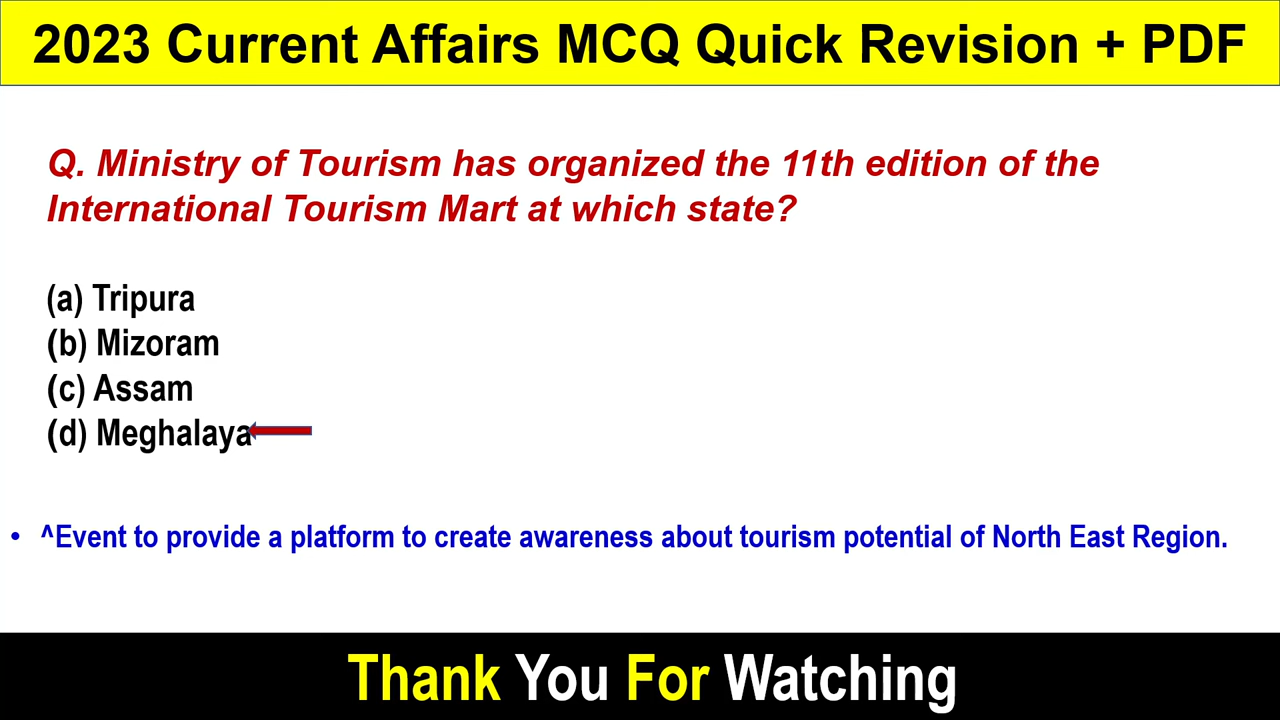 2023 Current Affairs MCQ Quick Revision + PDF
Q. Ministry of Tourism has organized the 11th edition of the
International Tourism Mart at which state?
(a) Tripura
(b) Mizoram
(c) Assam
(d) Meghalaya
• ^Event to provide a platform to create awareness about tourism potential of North East Region.
Thank You For Watching